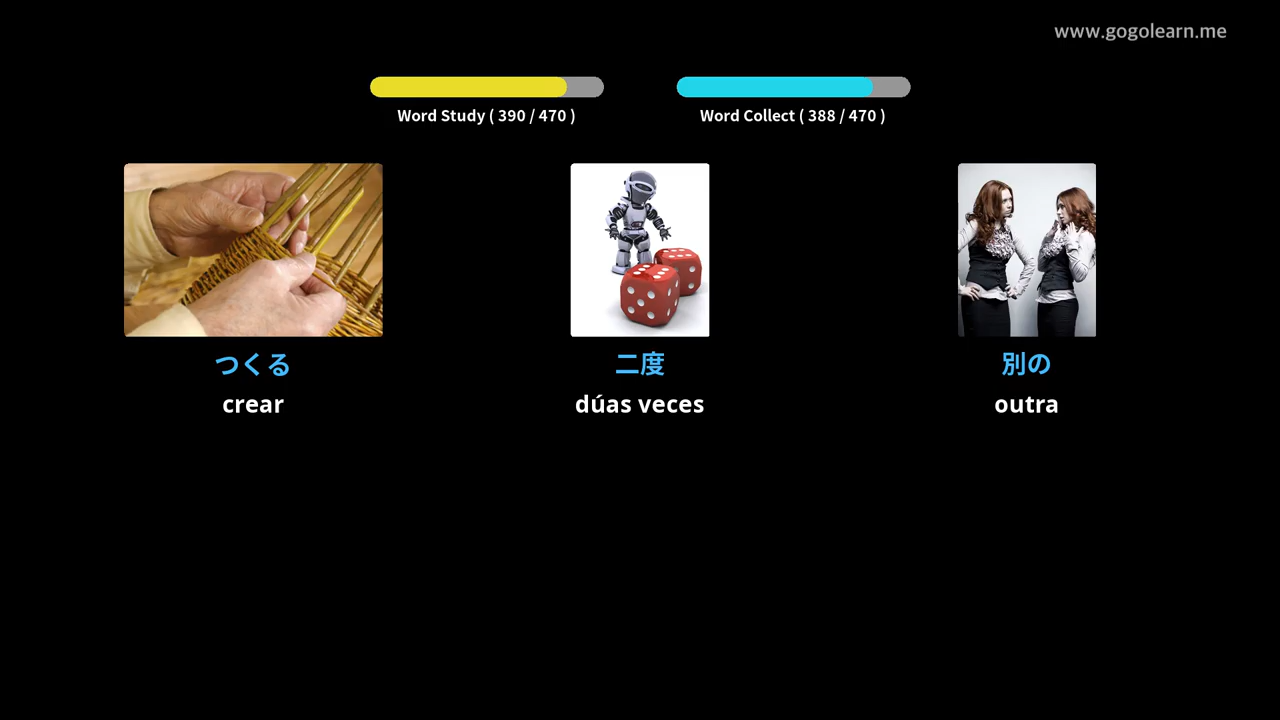 www.gogolearn.me
Word Study ( 390 / 470 )
Word Collect ( 388 / 470 )
つくる
二度
別の
crear
dúas veces
outra